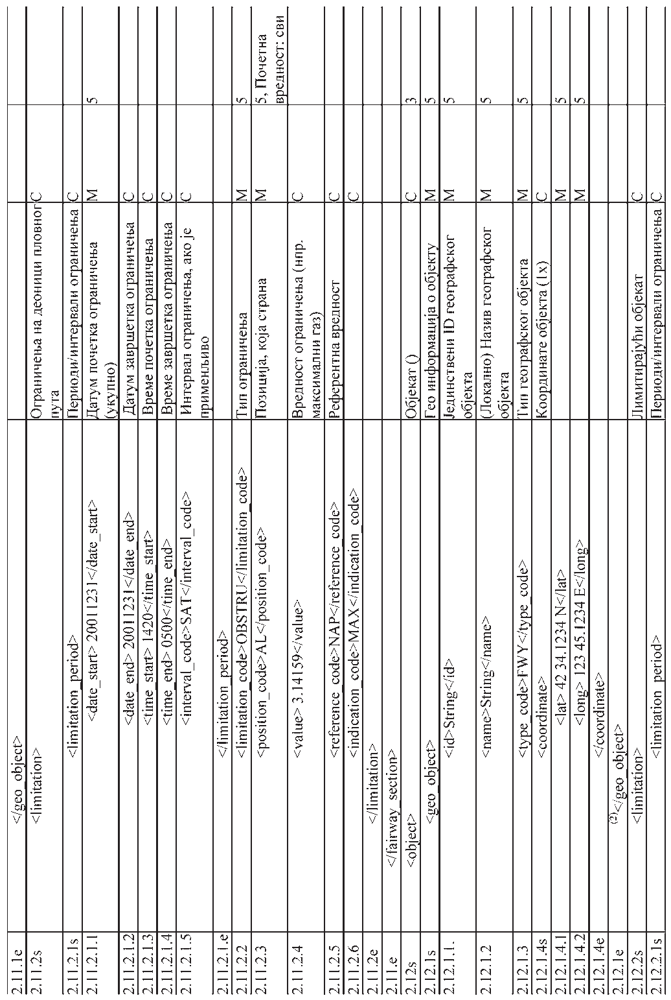 2.11.1e </geo_object>
2.11.2s <limitation> Ограничења на деоници пловног C
пута
2.11.2.1s <limitation_period> Периоди/интервали ограничења C
2.11.2.1.1 <date_start> 20011231</date_start> Датум почетка ограничења M 5
(укупно)
2.11.2.1.2 <date_end> 20011231</date_end> Датум завршетка ограничења C
2.11.2.1.3 <time_start> 1420</time_start> Време почетка ограничења C
2.11.2.1.4 <time_end> 0500</time_end> Време завршетка ограничења C
2.11.2.1.5 <interval_code>SAT</interval_code> Интервал ограничења, ако је C
применљиво
2.11.2.1.e </limitation_period>
2.11.2.2 <limitation_code>OBSTRU</limitation_code> Тип ограничења M 5
2.11.2.3 <position_code>AL</position_code> Позиција, која страна M 5, Почетна
вредност: сви
2.11.2.4 <value> 3.14159</value> Вредност ограничења (нпр. C
максимални газ)
2.11.2.5 <reference_code>NAP</reference_code> Референтна вредност C
2.11.2.6 <indication_code>MAX</indication_code> C
2.11.2e </limitation>
2.11.e </fairway_section>
2.12s <object> Објекат () C 3
2.12.1s <geo_object> Гео информација о објекту M 5
2.12.1.1. <id>String</id> Јединствени ID географског M 5
објекта
2.12.1.2 <name>String</name> (Локално) Назив географског M 5
објекта
2.12.1.3 <type_code>FWY</type_code> Тип географског објекта M 5
2.12.1.4s <coordinate> Координате објекта (1x) C
2.12.1.4.1 <lat> 42 34.1234 N</lat> M 5
2.12.1.4.2 <long> 123 45.1234 E</long> M 5
2.12.1.4e </coordinate>
2.12.1e (2)</geo_object>
2.12.2s <limitation> Лимитирајући објекат C
2.12.2.1s <limitation_period> Периоди/интервали ограничења C